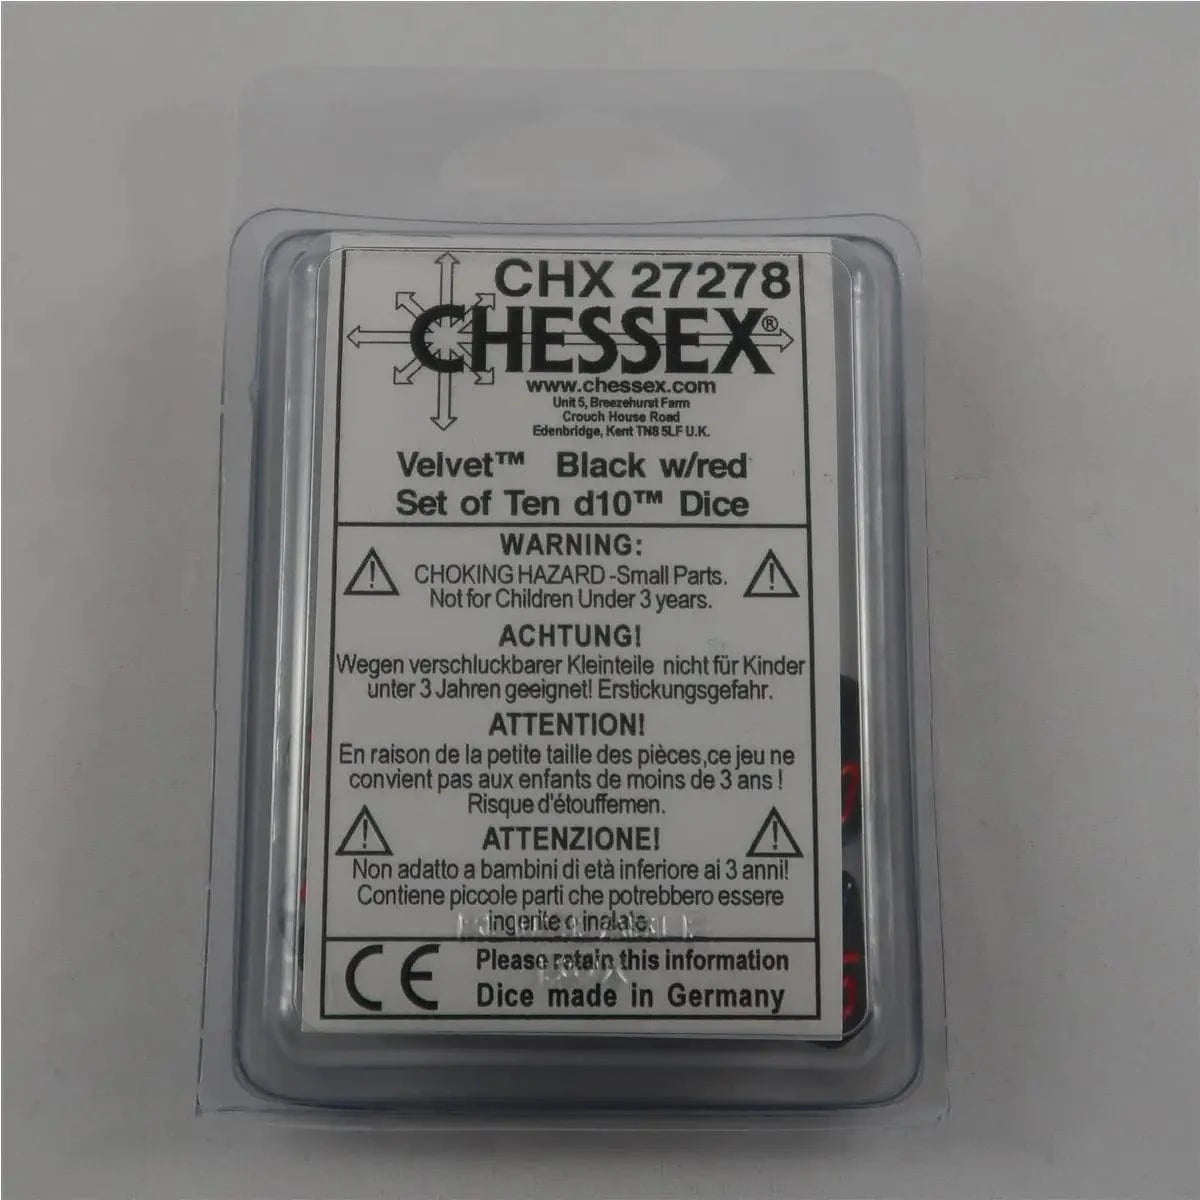 CHX 27278
CHESSEX®
www.chessex.com
Unit 5, Breezehurst Farm
Crouch House Road
Edenbridge, Kent TN8 5LF U.K.
Velvet™ Black w/red
Set of Ten d10™ Dice
WARNING:
CHOKING HAZARD -Small Parts.
Not for Children Under 3 years.
ACHTUNG!
Wegen verschluckbarer Kleinteile nicht für Kinder
unter 3 Jahren geeignet! Erstickungsgefahr.
ATTENTION!
En raison de la petite taille des pièces,ce jeu ne
convient pas aux enfants de moins de 3 ans !
Risque d'étouffemen.
ATTENZIONE!
Non adatto a bambini di età inferiore ai 3 anni!
Contiene piccole parti che potrebbero essere
ingerite o inalate.
CE
Please retain this information
Dice made in Germany